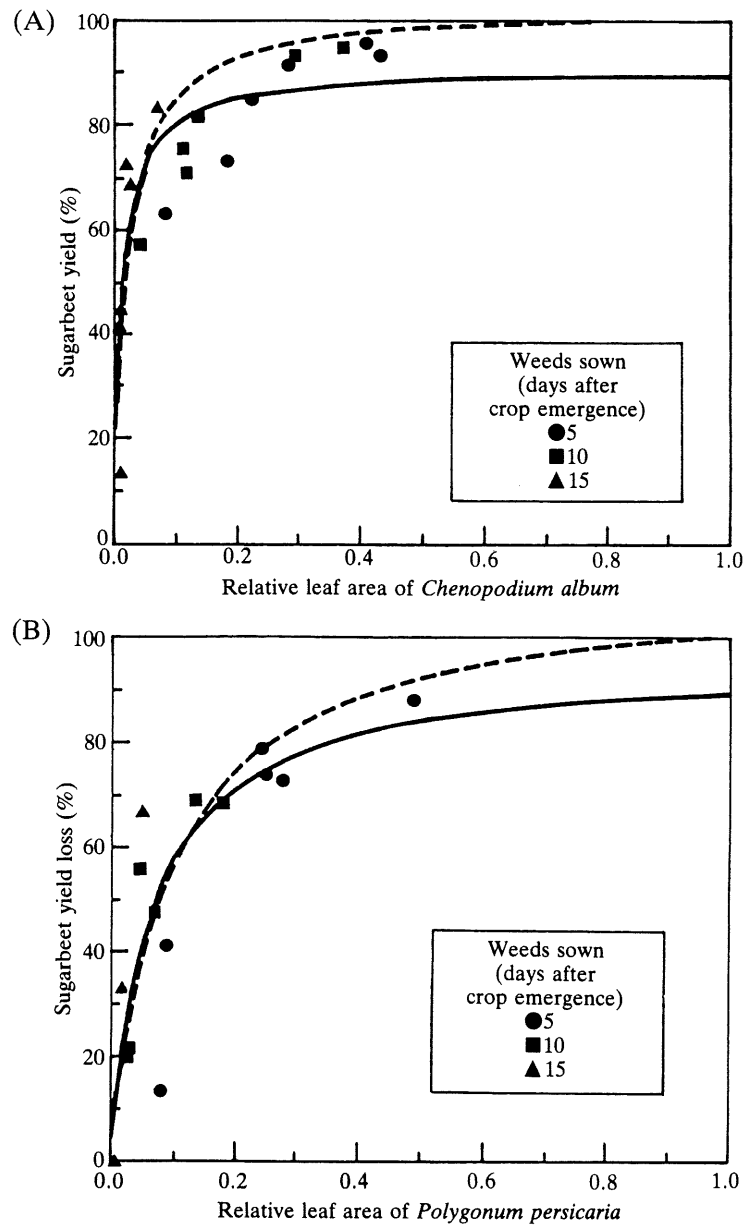 (A)
100
80
60
40
20
0
Sugarbeet yield (%)
Weeds sown
(days after
crop emergence)
5
10
15
0.0 0.2 0.4 0.6 0.8 1.0
Relative leaf area of Chenopodium album
(B)
100
80
60
40
20
0
Sugarbeet yield loss (%)
Weeds sown
(days after
crop emergence)
5
10
15
0.0 0.2 0.4 0.6 0.8 1.0
Relative leaf area of Polygonum persicaria